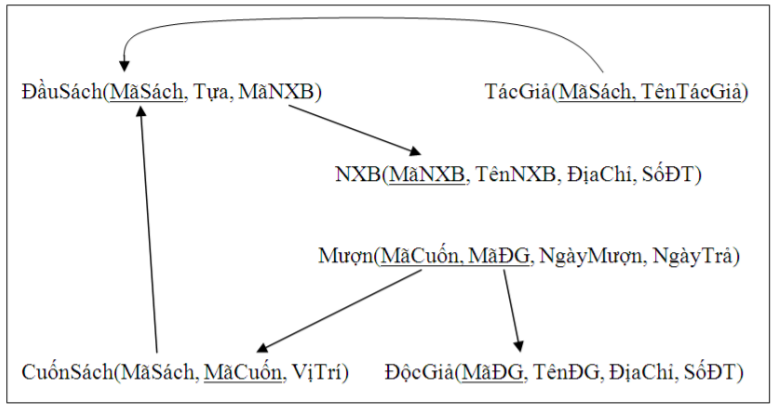 ĐầuSách(MãSách, Tựa, MãNXB) TácGiả(MãSách, TênTácGiả)
NXB(MãNXB, TênNXB, ĐịaChỉ, SốĐT)
Mượn(MãCuốn, MãĐG, NgàyMượn, NgàyTrả)
CuốnSách(MãSách, MãCuốn, VịTrí) ĐộcGiả(MãĐG, TênĐG, ĐịaChỉ, SốĐT)